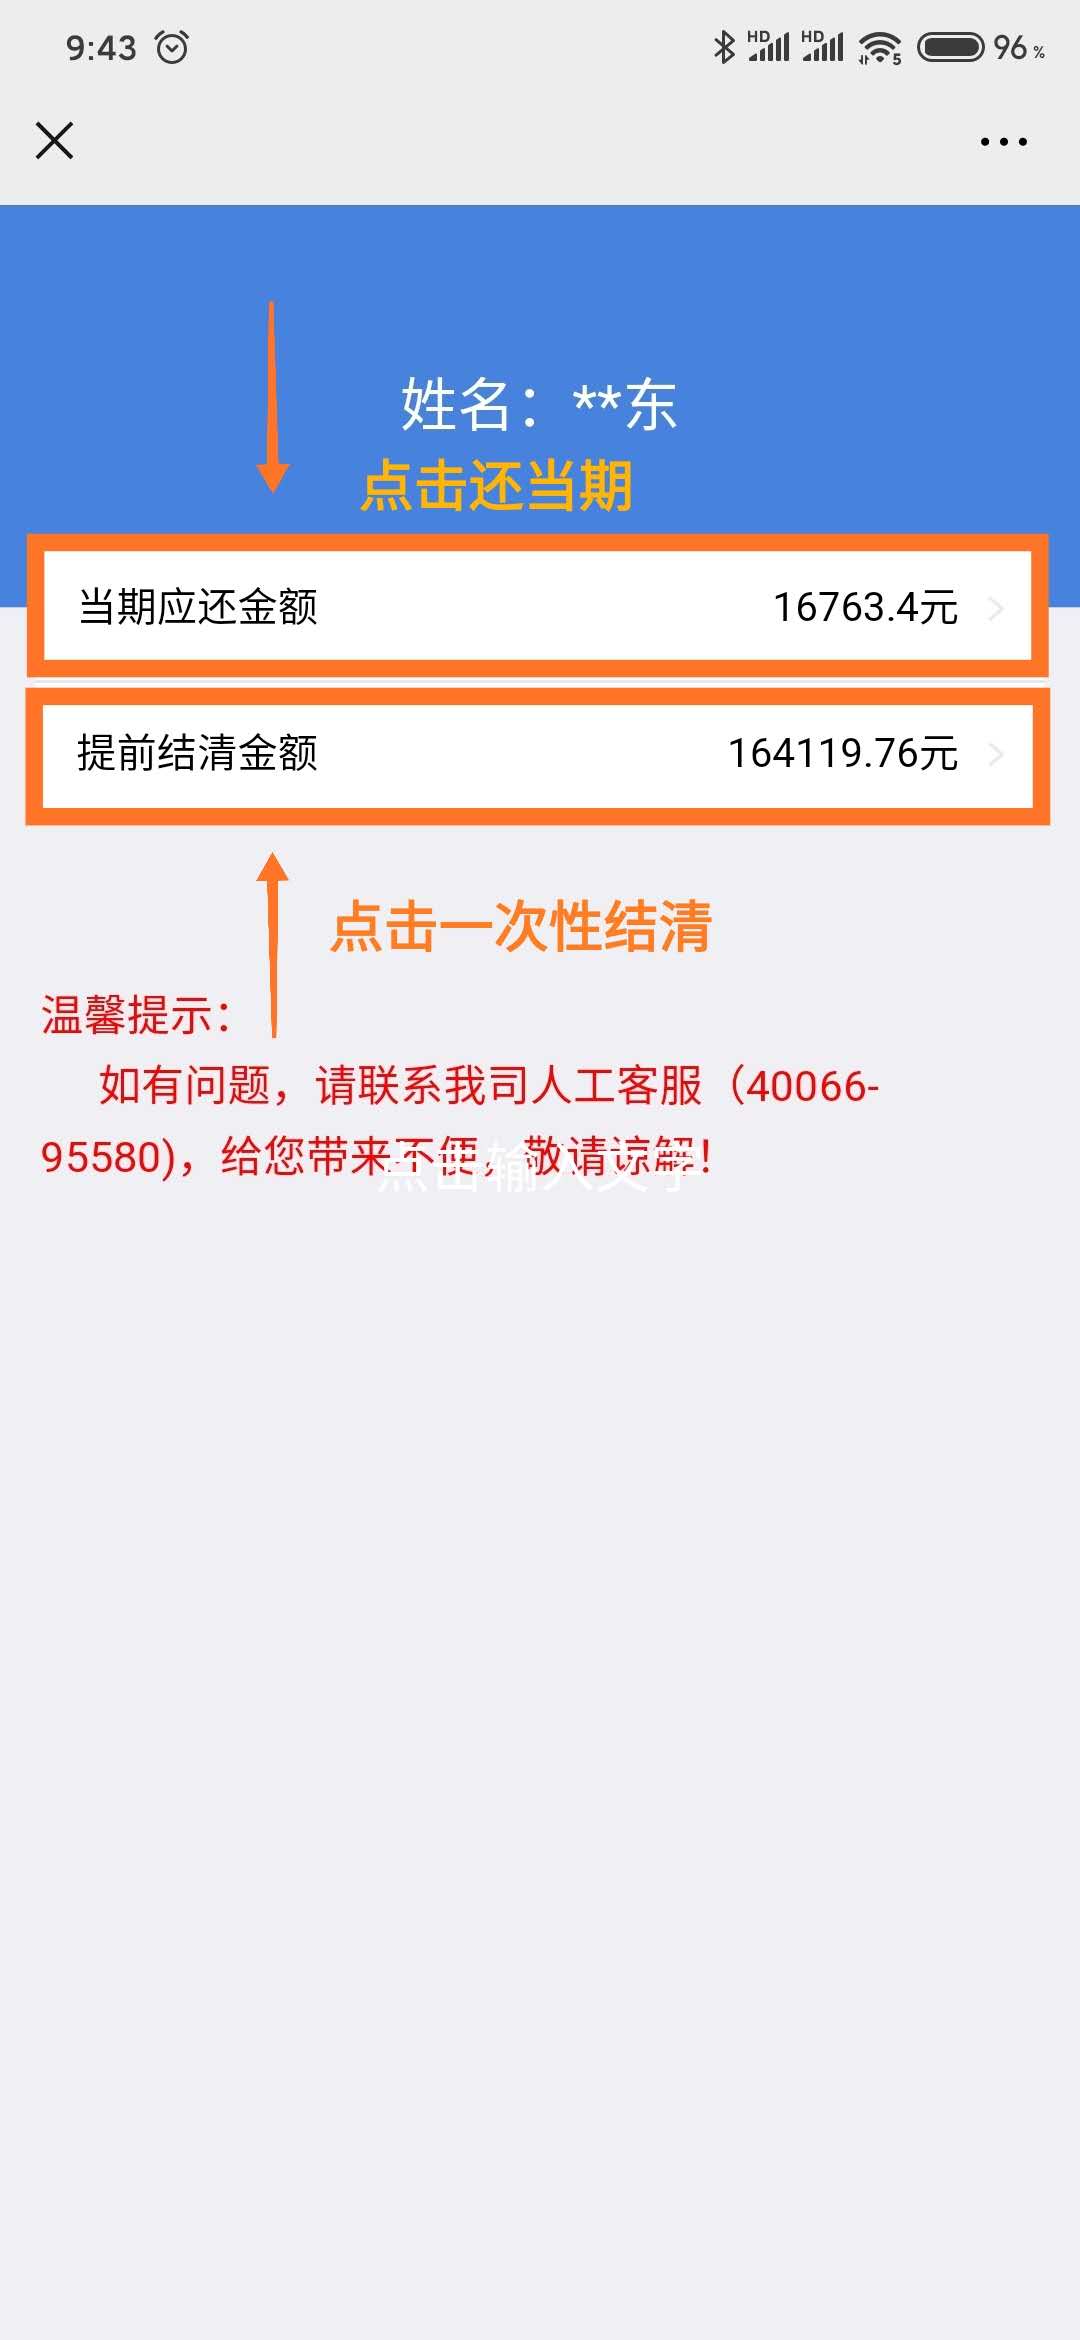 9:43
HD HD 5 96 %
姓名：**东
点击还当期
当期应还金额 16763.4元
提前结清金额 164119.76元
点击一次性结清
温馨提示：
如有问题，请联系我司人工客服（40066-
95580)，给您带来不便，敬请谅解！
点击输入文字